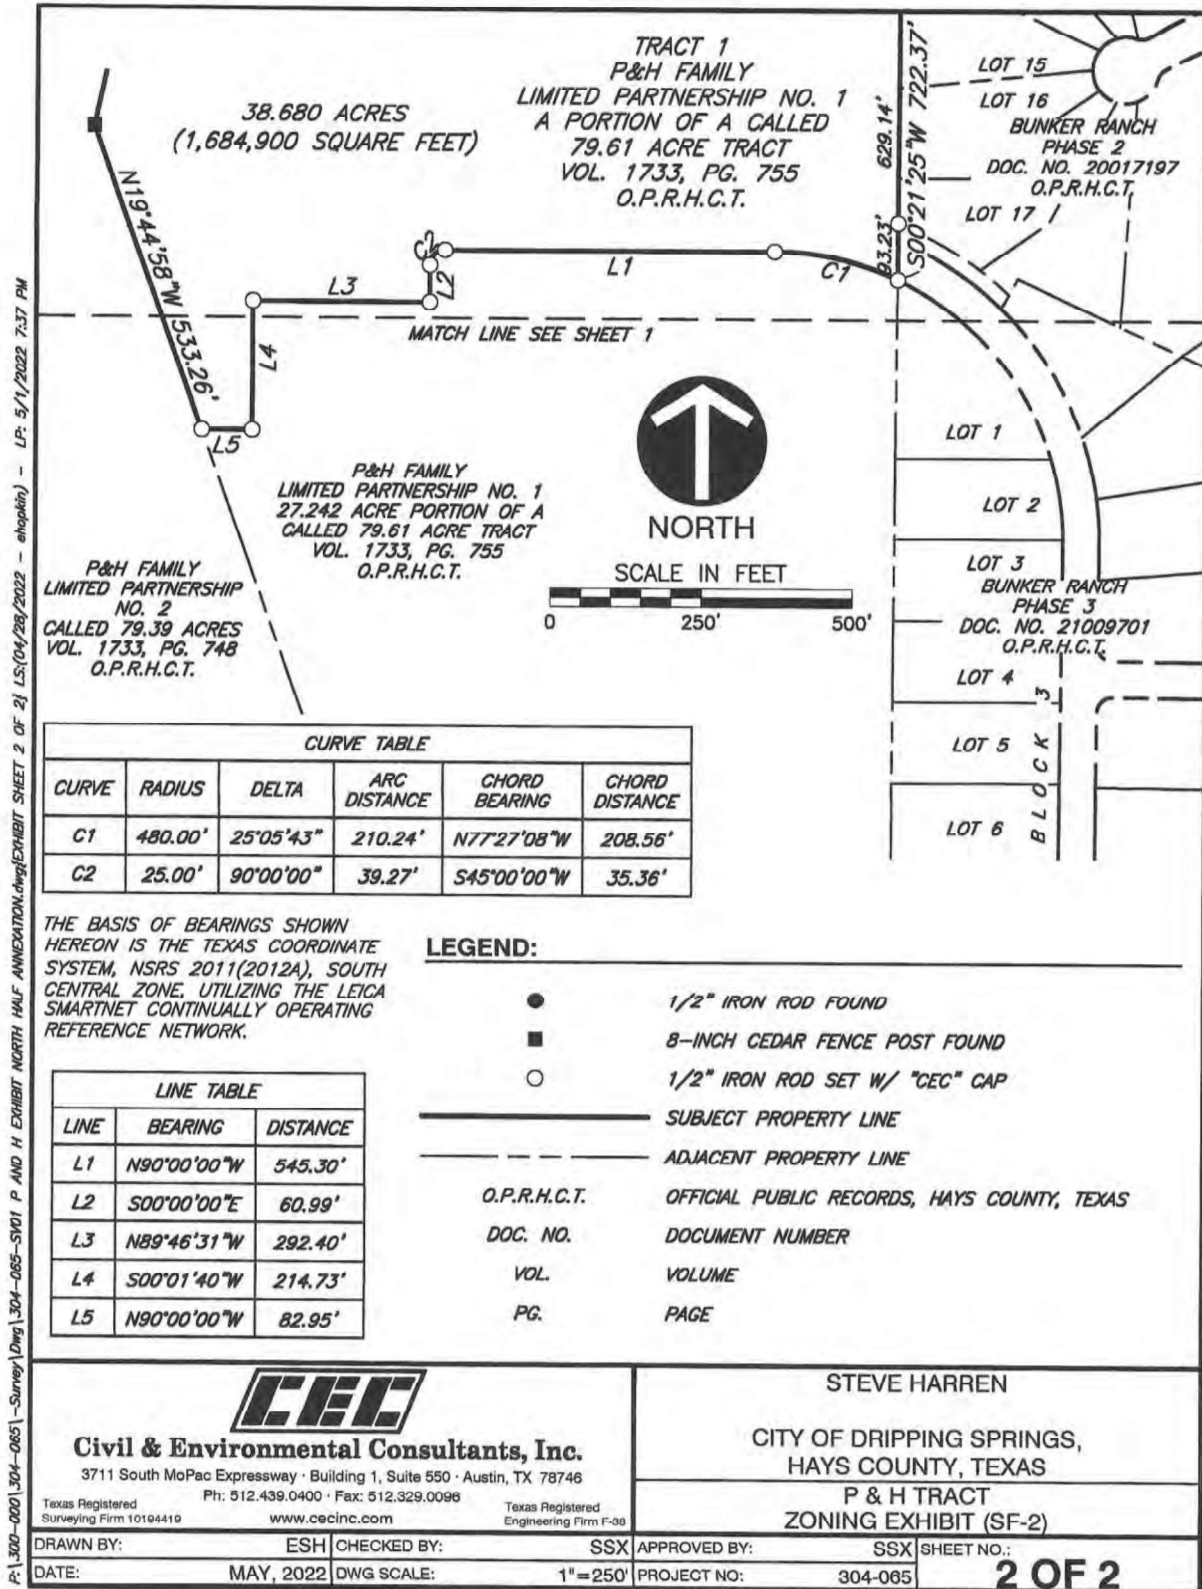 TRACT 1
P&H FAMILY
LIMITED PARTNERSHIP NO. 1
A PORTION OF A CALLED
79.61 ACRE TRACT
VOL. 1733, PG. 755
O.P.R.H.C.T.
38.680 ACRES
(1,684,900 SQUARE FEET)
N19°44'58"W 533.26'
629.14'
93.23'
S00°21'25"W 722.37'
LOT 15
LOT 16
BUNKER RANCH
PHASE 2
DOC. NO. 20017197
O.P.R.H.C.T.
LOT 17
C2
L1
C1
L2
L3
L4
L5
MATCH LINE SEE SHEET 1
P&H FAMILY
LIMITED PARTNERSHIP NO. 1
27.242 ACRE PORTION OF A
CALLED 79.61 ACRE TRACT
VOL. 1733, PG. 755
O.P.R.H.C.T.
P&H FAMILY
LIMITED PARTNERSHIP
NO. 2
CALLED 79.39 ACRES
VOL. 1733, PG. 748
O.P.R.H.C.T.
NORTH
SCALE IN FEET
0 250' 500'
LOT 1
LOT 2
LOT 3
BUNKER RANCH
PHASE 3
DOC. NO. 21009701
O.P.R.H.C.T.
LOT 4
LOT 5
LOT 6
BLOCK 3
CURVE TABLE
CURVE RADIUS DELTA ARC DISTANCE CHORD BEARING CHORD DISTANCE
C1 480.00' 25°05'43" 210.24' N77°27'08"W 208.56'
C2 25.00' 90°00'00" 39.27' S45°00'00"W 35.36'
THE BASIS OF BEARINGS SHOWN
HEREON IS THE TEXAS COORDINATE
SYSTEM, NSRS 2011(2012A), SOUTH
CENTRAL ZONE, UTILIZING THE LEICA
SMARTNET CONTINUALLY OPERATING
REFERENCE NETWORK.
LINE TABLE
LINE BEARING DISTANCE
L1 N90°00'00"W 545.30'
L2 S00°00'00"E 60.99'
L3 N89°46'31"W 292.40'
L4 S00°01'40"W 214.73'
L5 N90°00'00"W 82.95'
LEGEND:
1/2" IRON ROD FOUND
8-INCH CEDAR FENCE POST FOUND
1/2" IRON ROD SET W/ "CEC" CAP
SUBJECT PROPERTY LINE
ADJACENT PROPERTY LINE
O.P.R.H.C.T. OFFICIAL PUBLIC RECORDS, HAYS COUNTY, TEXAS
DOC. NO. DOCUMENT NUMBER
VOL. VOLUME
PG. PAGE
CEC
Civil & Environmental Consultants, Inc.
3711 South MoPac Expressway · Building 1, Suite 550 · Austin, TX 78746
Ph: 512.439.0400 · Fax: 512.329.0096
Texas Registered
Surveying Firm 10194419
www.cecinc.com
Texas Registered
Engineering Firm F-38
STEVE HARREN
CITY OF DRIPPING SPRINGS,
HAYS COUNTY, TEXAS
P & H TRACT
ZONING EXHIBIT (SF-2)
DRAWN BY: ESH CHECKED BY: SSX APPROVED BY: SSX SHEET NO.:
DATE: MAY, 2022 DWG SCALE: 1"=250' PROJECT NO: 304-065 2 OF 2
P:\300-000\304-065\-Survey\Dwg\304-065-SV01 P AND H EXHIBIT NORTH HALF ANNEXATION.dwg{EXHIBIT SHEET 2 OF 2} LS:(04/28/2022 - ehopkin) - LP: 5/1/2022 7:37 PM